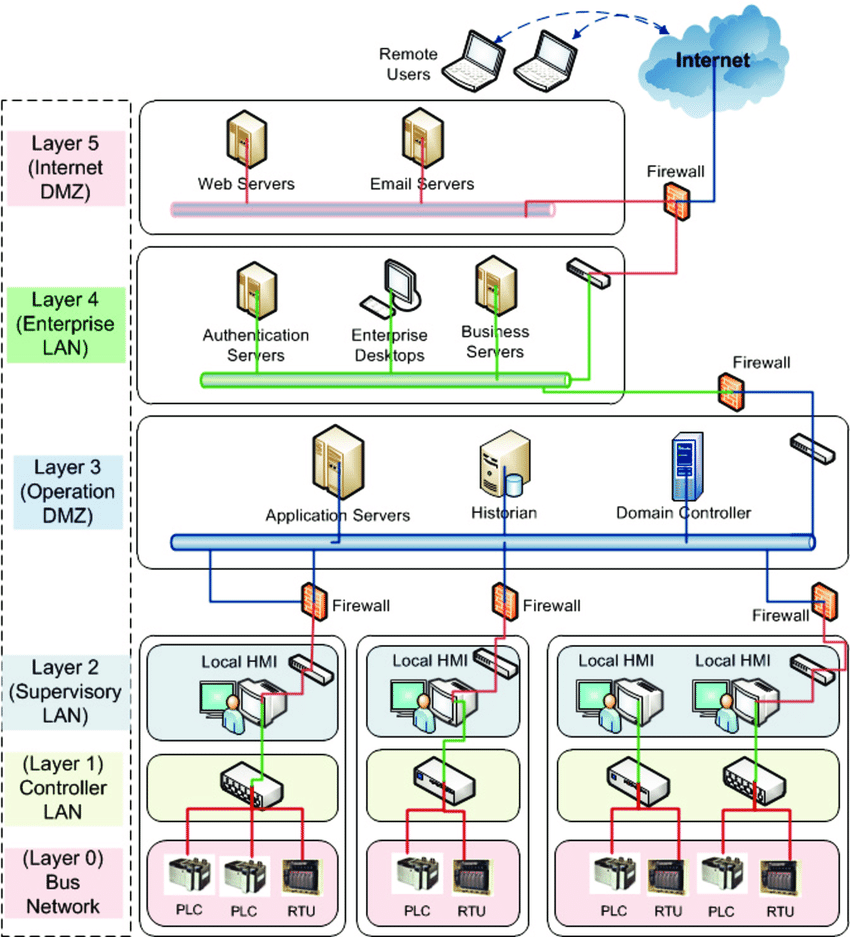 Remote
Users
Internet
Layer 5
(Internet
DMZ)
Web Servers
Email Servers
Firewall
Layer 4
(Enterprise
LAN)
Authentication
Servers
Enterprise
Desktops
Business
Servers
Firewall
Layer 3
(Operation
DMZ)
Application Servers
Historian
Domain Controller
Firewall
Firewall
Firewall
Layer 2
(Supervisory
LAN)
Local HMI
Local HMI
Local HMI
Local HMI
(Layer 1)
Controller
LAN
(Layer 0)
Bus
Network
PLC
PLC
RTU
PLC
RTU
PLC
RTU
PLC
RTU